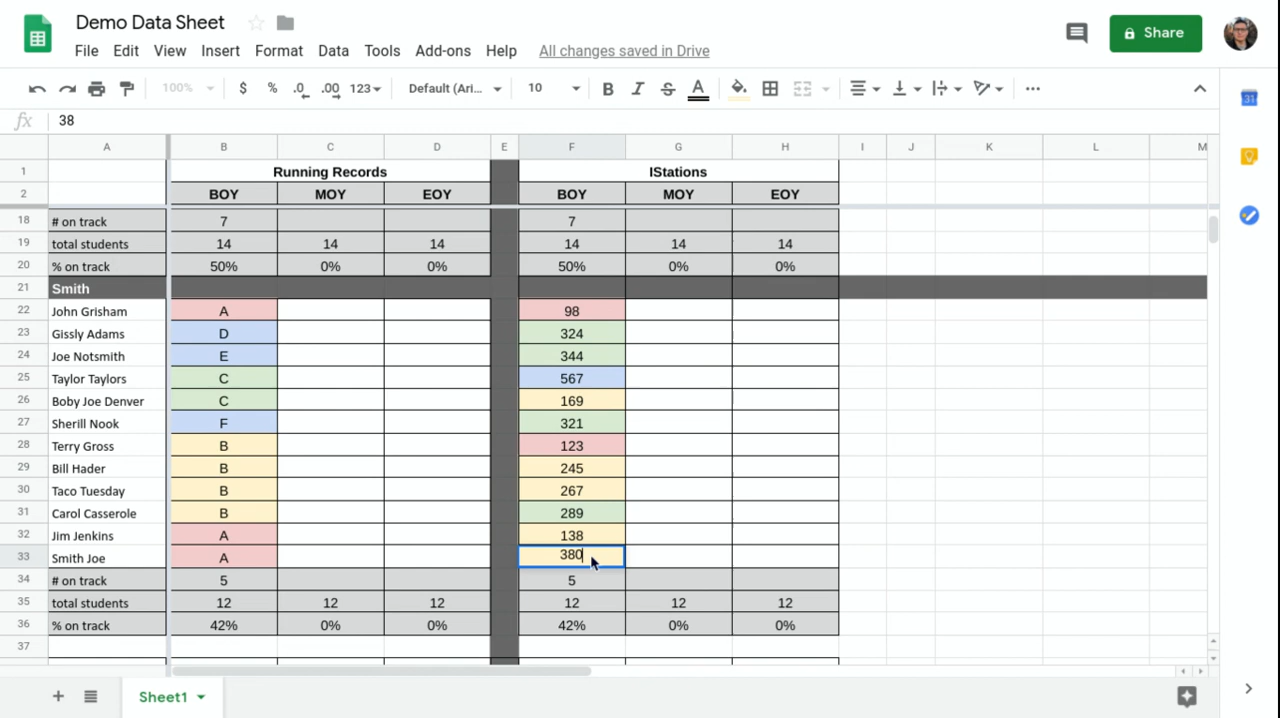 Demo Data Sheet
File Edit View Insert Format Data Tools Add-ons Help All changes saved in Drive
Share
100% $ % .0 .00 123 Default (Ari... 10 B I S A ...
fx 38
A B C D E F G H I J K L M
1 Running Records IStations
2 BOY MOY EOY BOY MOY EOY
18 # on track 7 7
19 total students 14 14 14 14 14 14
20 % on track 50% 0% 0% 50% 0% 0%
21 Smith
22 John Grisham A 98
23 Gissly Adams D 324
24 Joe Notsmith E 344
25 Taylor Taylors C 567
26 Boby Joe Denver C 169
27 Sherill Nook F 321
28 Terry Gross B 123
29 Bill Hader B 245
30 Taco Tuesday B 267
31 Carol Casserole B 289
32 Jim Jenkins A 138
33 Smith Joe A 380
34 # on track 5 5
35 total students 12 12 12 12 12 12
36 % on track 42% 0% 0% 42% 0% 0%
37
Sheet1
31